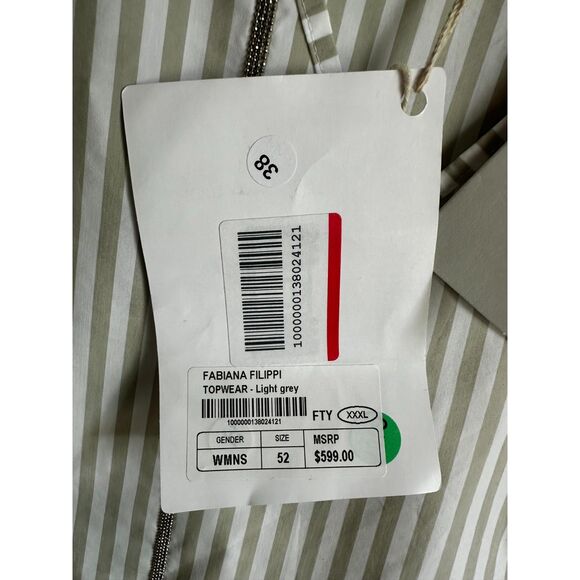 38
1000000138024121
FABIANA FILIPPI
TOPWEAR - Light grey
1000000138024121
FTY XXXL
GENDER SIZE MSRP
WMNS 52 $599.00